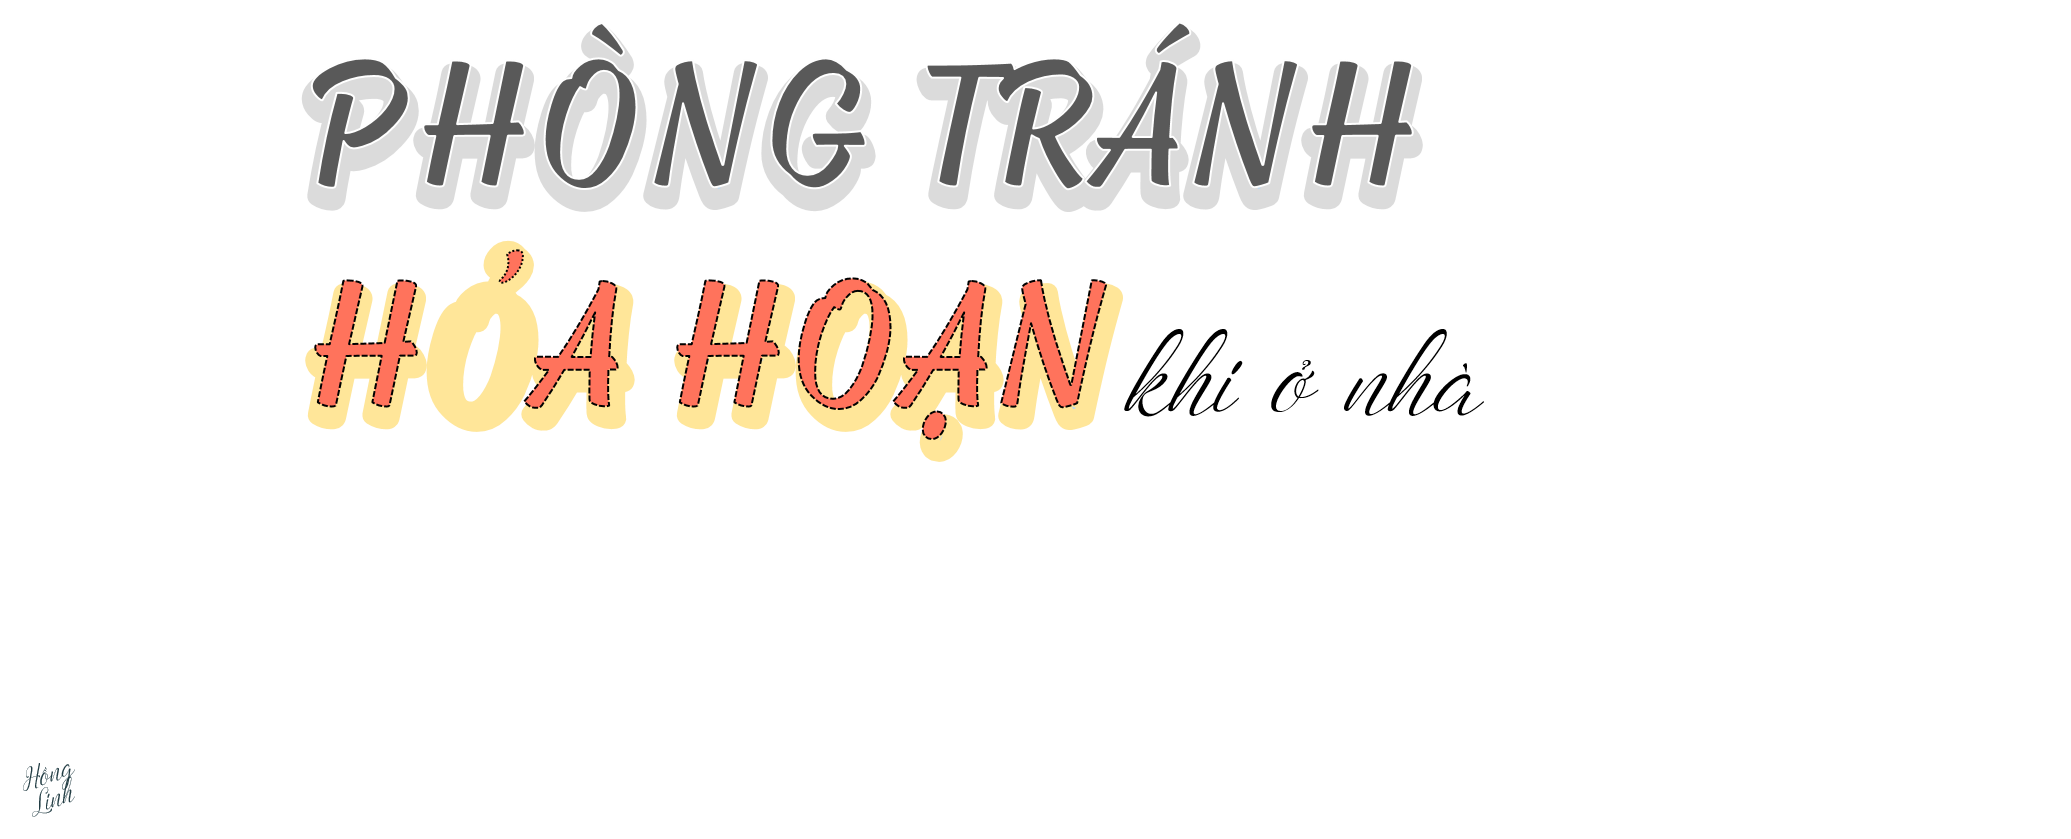 PHÒNG TRÁNH
HỎA HOẠN khi ở nhà
Hồng
Linh